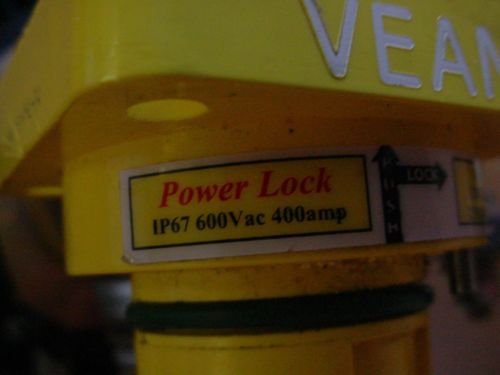 VEAM
Power Lock
IP67 600Vac 400amp
PUSH
LOCK